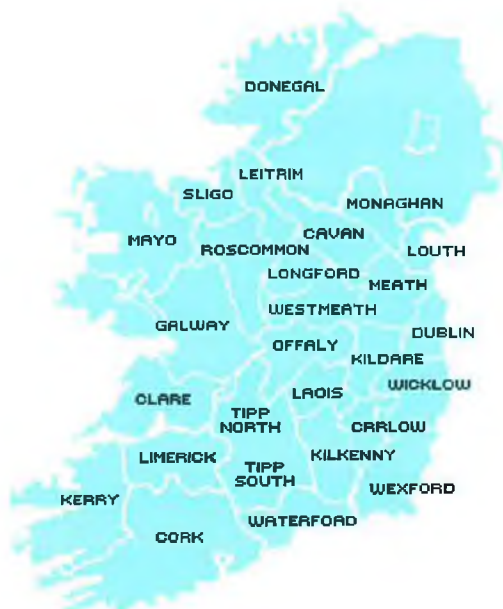 DONEGAL
LEITRIM
SLIGO
MONAGHAN
CAVAN
MAYO
ROSCOMMON
LOUTH
LONGFORD
MEATH
WESTMEATH
GALWAY
DUBLIN
OFFALY
KILDARE
WICKLOW
LAOIS
CLARE
TIPP
NORTH
CRRLOW
LIMERICK
KILKENNY
TIPP
SOUTH
WEXFORD
KERRY
WATERFORD
CORK